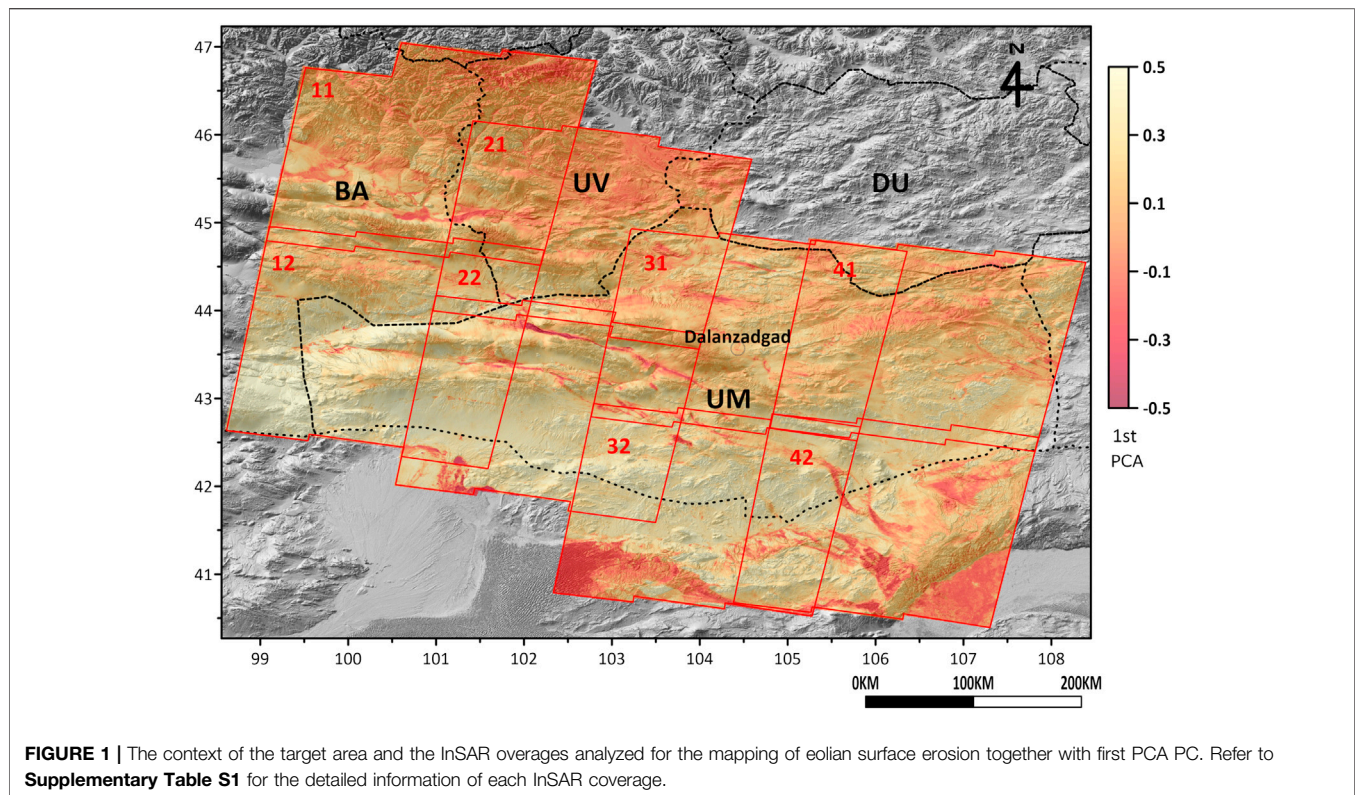 47
46
45
44
43
42
41
99 100 101 102 103 104 105 106 107 108
11
21
BA
UV
DU
12
22
31
41
Dalanzadgad
UM
32
42
N
0.5
0.3
0.1
-0.1
-0.3
-0.5
1st
PCA
0KM 100KM 200KM
FIGURE 1 | The context of the target area and the InSAR overages analyzed for the mapping of eolian surface erosion together with first PCA PC. Refer to
Supplementary Table S1 for the detailed information of each InSAR coverage.